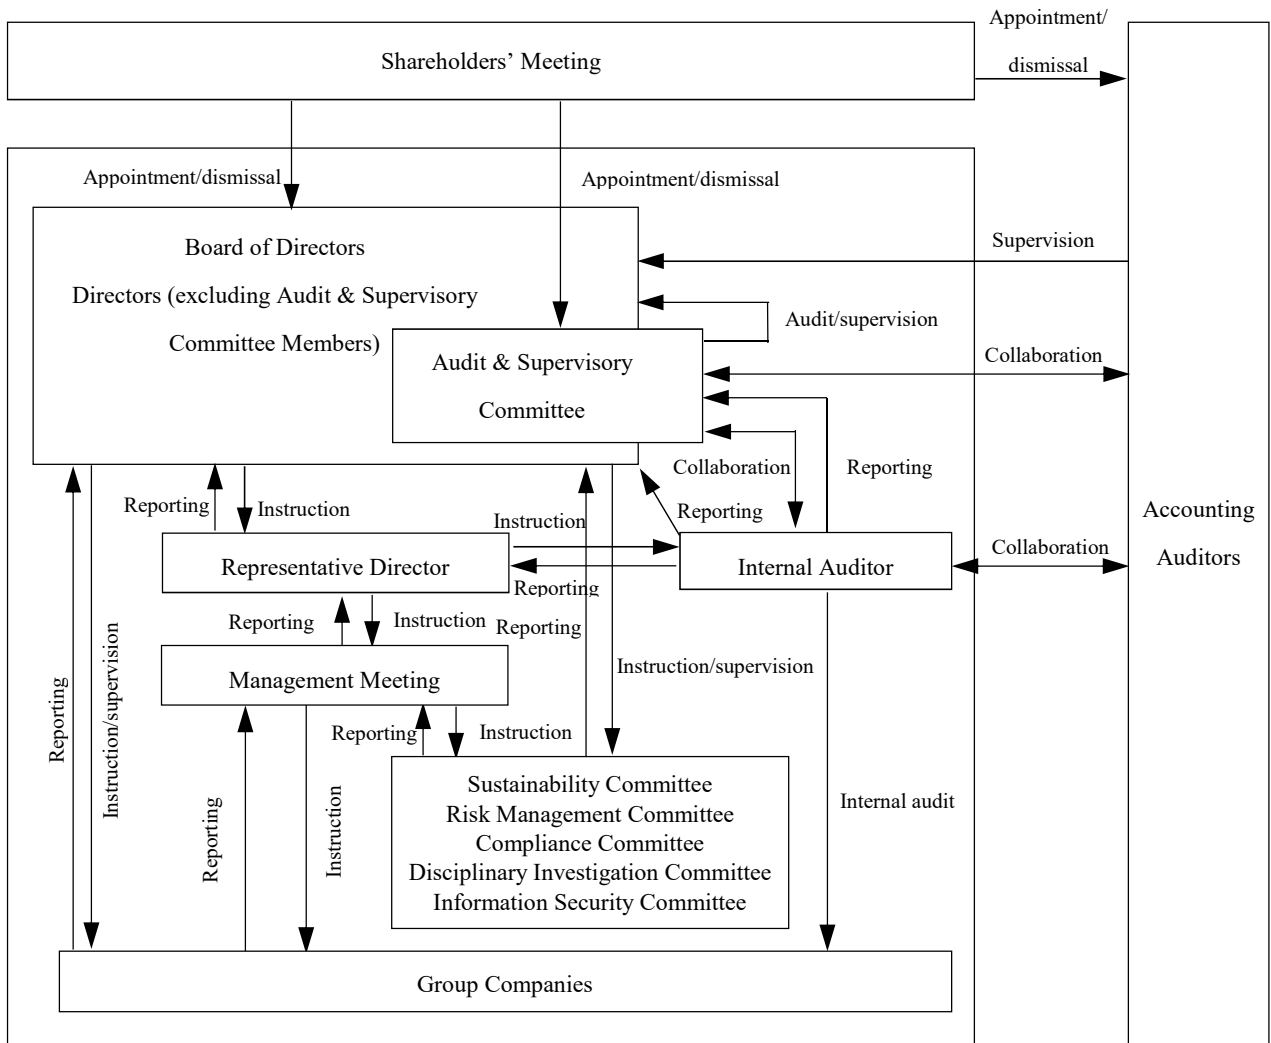 Appointment/
dismissal
Shareholders’ Meeting
Appointment/dismissal
Appointment/dismissal
Board of Directors
Directors (excluding Audit & Supervisory
Committee Members)
Supervision
Audit/supervision
Audit & Supervisory
Committee
Collaboration
Collaboration
Reporting
Reporting
Instruction
Reporting
Instruction
Accounting
Auditors
Representative Director
Internal Auditor
Collaboration
Reporting
Reporting
Instruction
Reporting
Instruction/supervision
Management Meeting
Reporting
Instruction/supervision
Reporting
Instruction
Reporting
Instruction
Sustainability Committee
Risk Management Committee
Compliance Committee
Disciplinary Investigation Committee
Information Security Committee
Internal audit
Group Companies